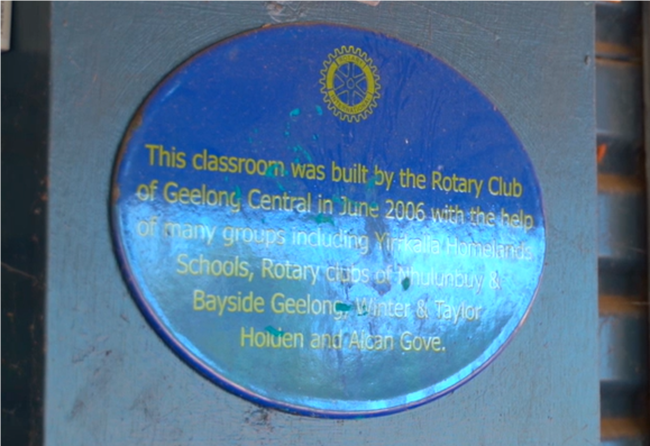 This classroom was built by the Rotary Club
of Geelong Central in June 2006 with the help
of many groups including Yirrkalla Homelands
Schools, Rotary clubs of Nhulunbuy &
Bayside Geelong, Winter & Taylor
Holden and Alcan Gove.